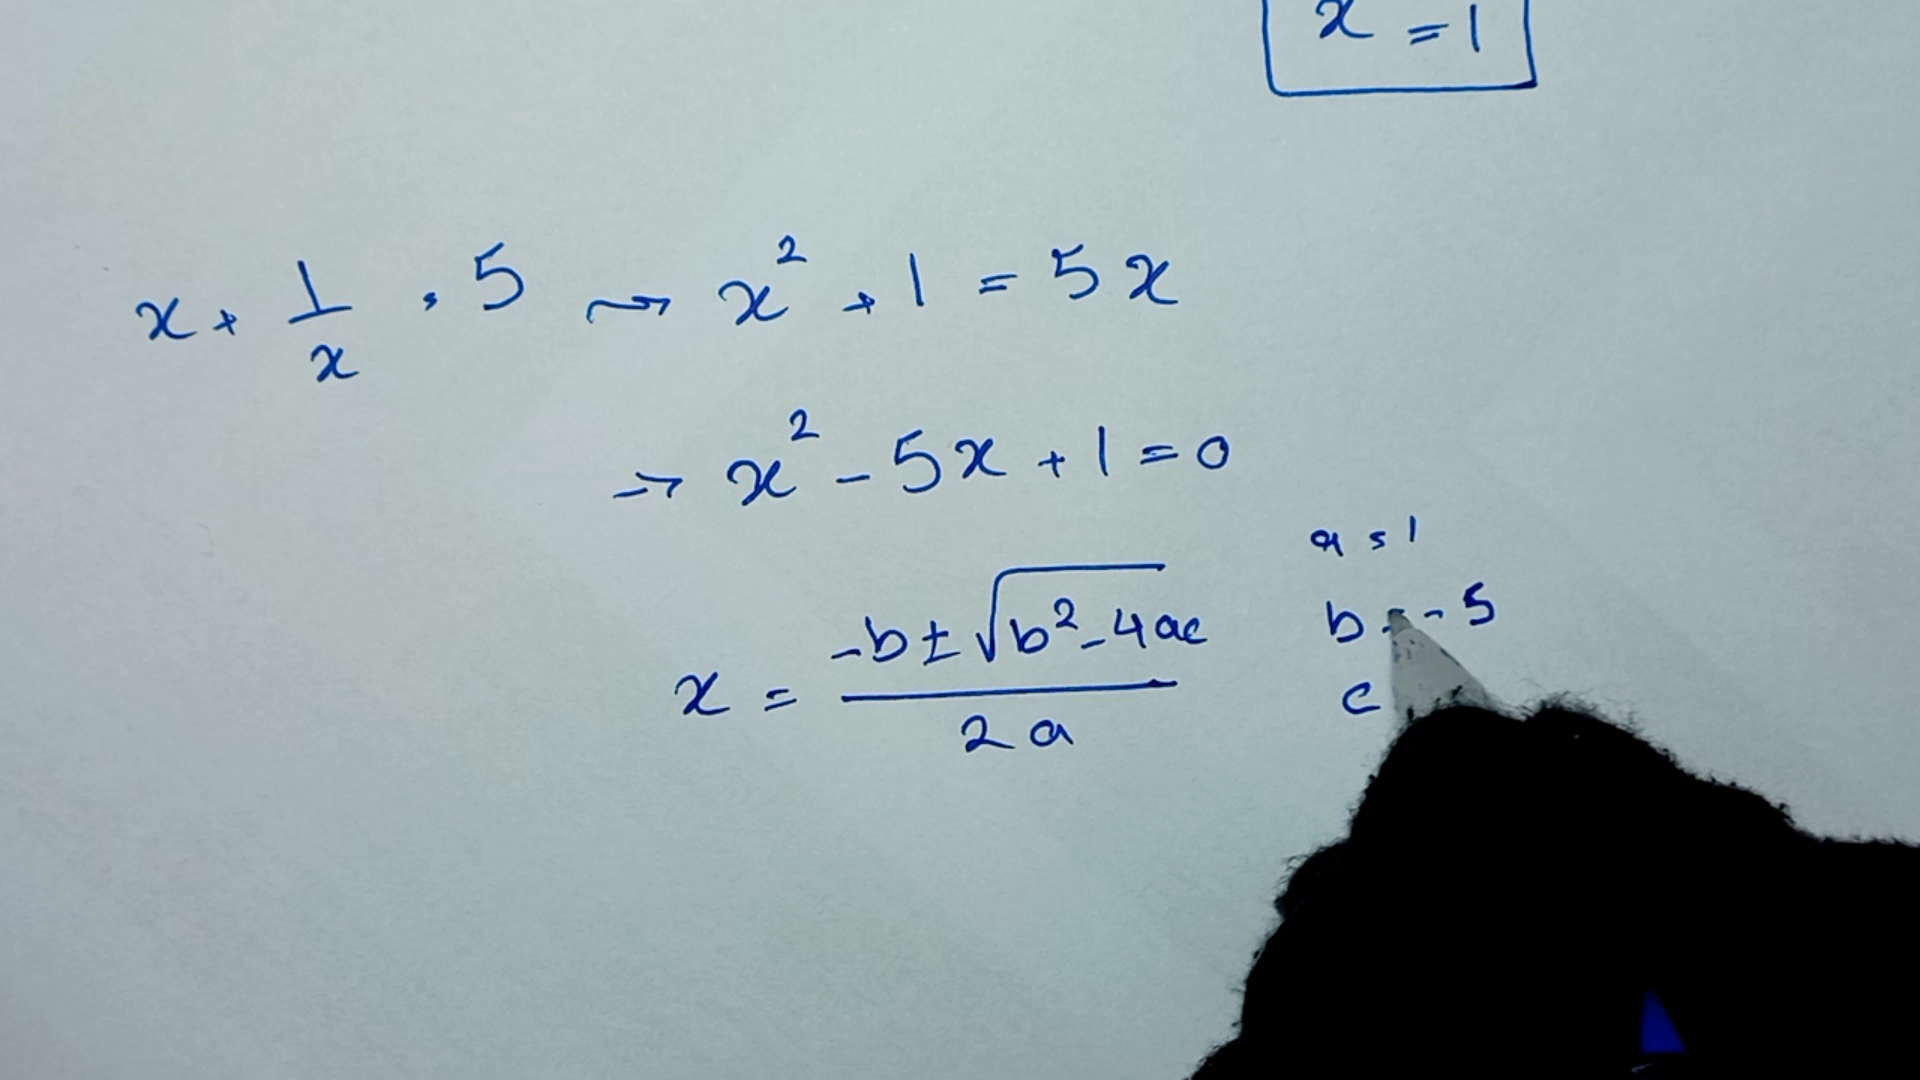 x = 1
x + 1/x = 5 ⇝ x² + 1 = 5x
→ x² - 5x + 1 = 0
a = 1
x = (-b ± √(b² - 4ac)) / 2a
b = - 5
c